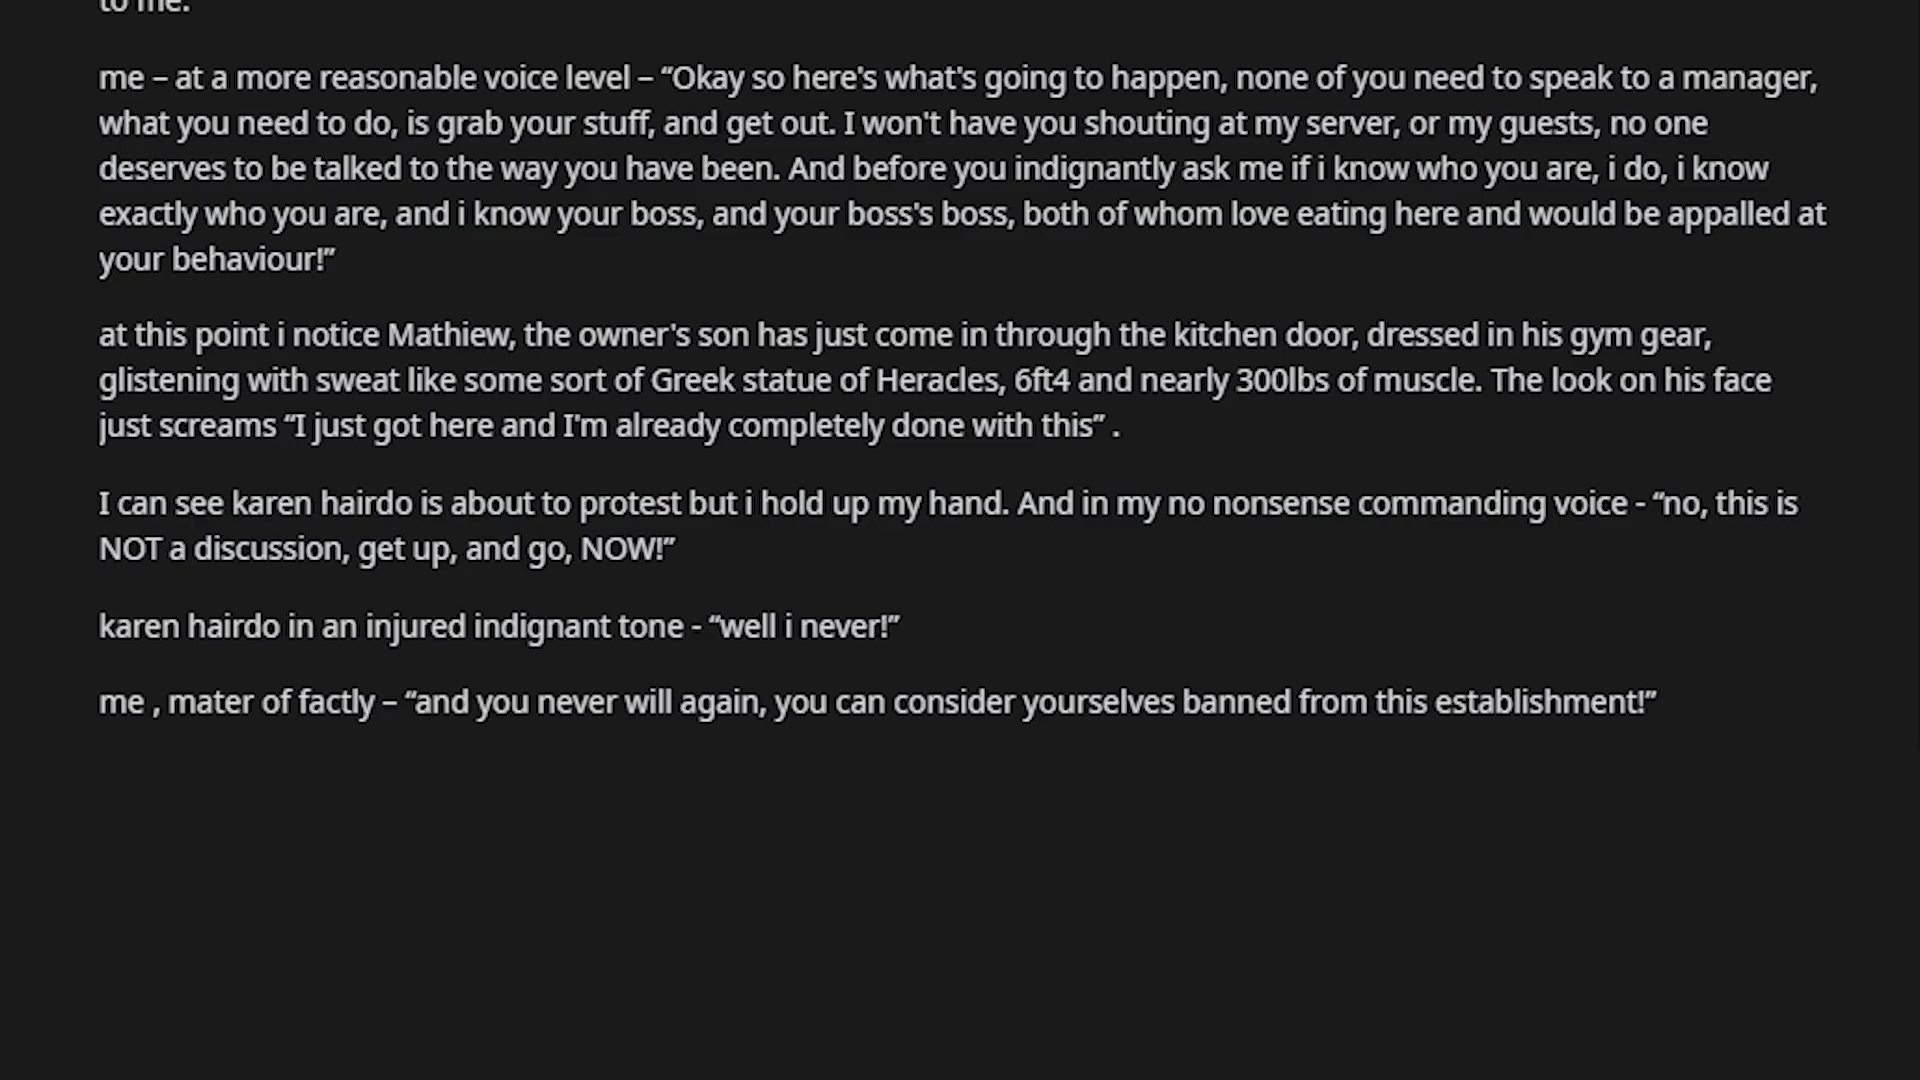 to me.
me – at a more reasonable voice level – “Okay so here's what's going to happen, none of you need to speak to a manager,
what you need to do, is grab your stuff, and get out. I won't have you shouting at my server, or my guests, no one
deserves to be talked to the way you have been. And before you indignantly ask me if i know who you are, i do, i know
exactly who you are, and i know your boss, and your boss's boss, both of whom love eating here and would be appalled at
your behaviour!”
at this point i notice Mathiew, the owner's son has just come in through the kitchen door, dressed in his gym gear,
glistening with sweat like some sort of Greek statue of Heracles, 6ft4 and nearly 300lbs of muscle. The look on his face
just screams “I just got here and I'm already completely done with this” .
I can see karen hairdo is about to protest but i hold up my hand. And in my no nonsense commanding voice - “no, this is
NOT a discussion, get up, and go, NOW!”
karen hairdo in an injured indignant tone - “well i never!”
me , mater of factly – “and you never will again, you can consider yourselves banned from this establishment!”